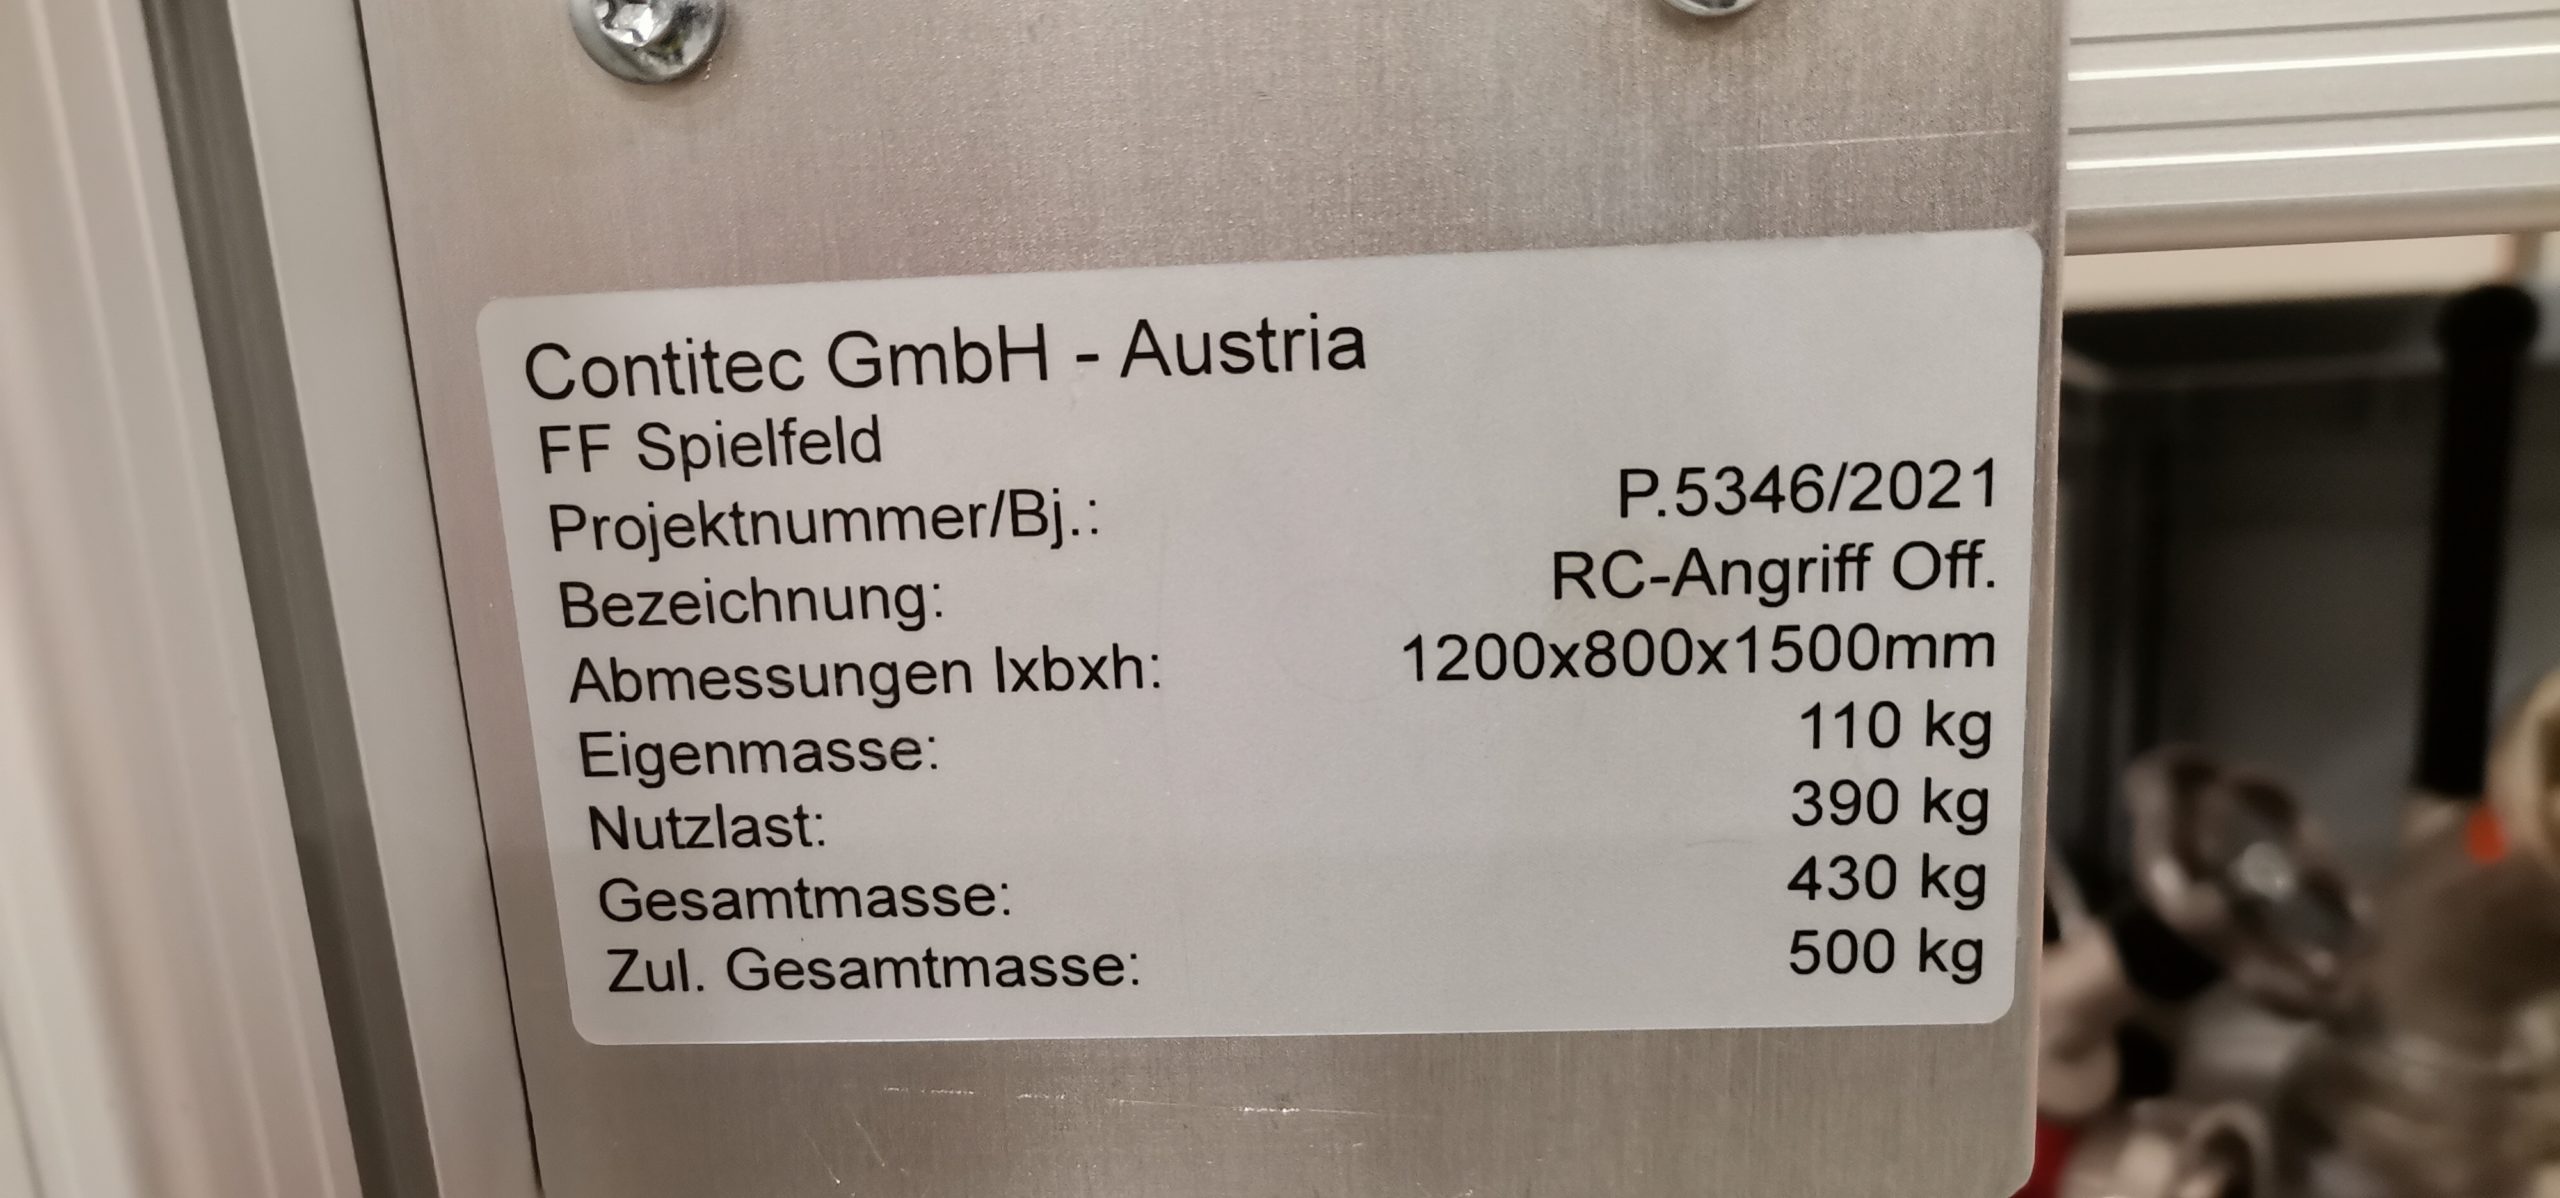 Contitec GmbH - Austria
FF Spielfeld
Projektnummer/Bj.: P.5346/2021
Bezeichnung: RC-Angriff Off.
Abmessungen lxbxh: 1200x800x1500mm
Eigenmasse: 110 kg
Nutzlast: 390 kg
Gesamtmasse: 430 kg
Zul. Gesamtmasse: 500 kg